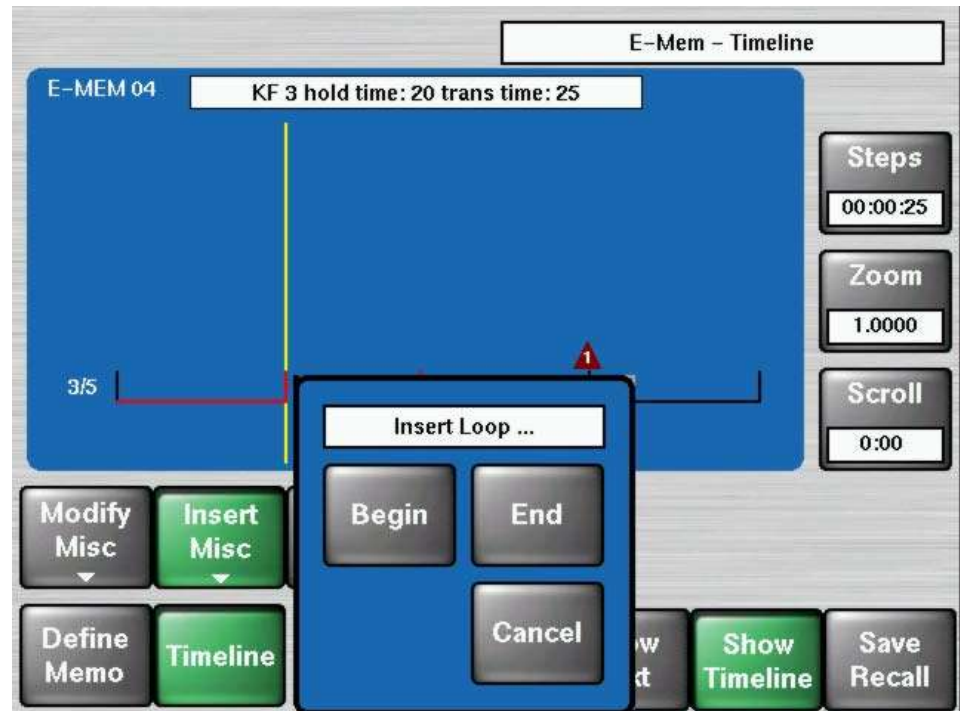 E-Mem - Timeline
E-MEM 04
KF 3 hold time: 20 trans time: 25
Steps
00:00:25
Zoom
1.0000
1
3/5
Scroll
0:00
Insert Loop ...
Begin
End
Cancel
Modify
Misc
Insert
Misc
Define
Memo
Timeline
Show
Timeline
Save
Recall